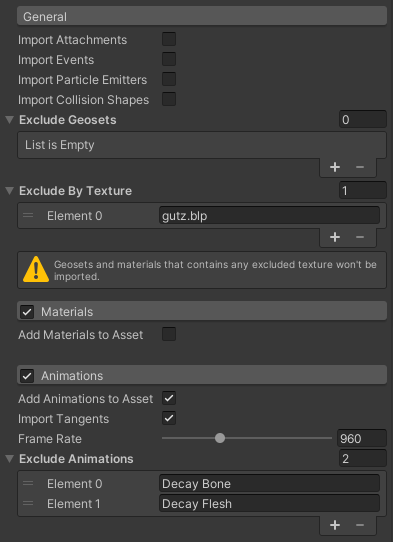 General
Import Attachments
Import Events
Import Particle Emitters
Import Collision Shapes
Exclude Geosets 0
List is Empty
Exclude By Texture 1
Element 0 gutz.blp
Geosets and materials that contains any excluded texture won't be
imported.
Materials
Add Materials to Asset
Animations
Add Animations to Asset
Import Tangents
Frame Rate 960
Exclude Animations 2
Element 0 Decay Bone
Element 1 Decay Flesh